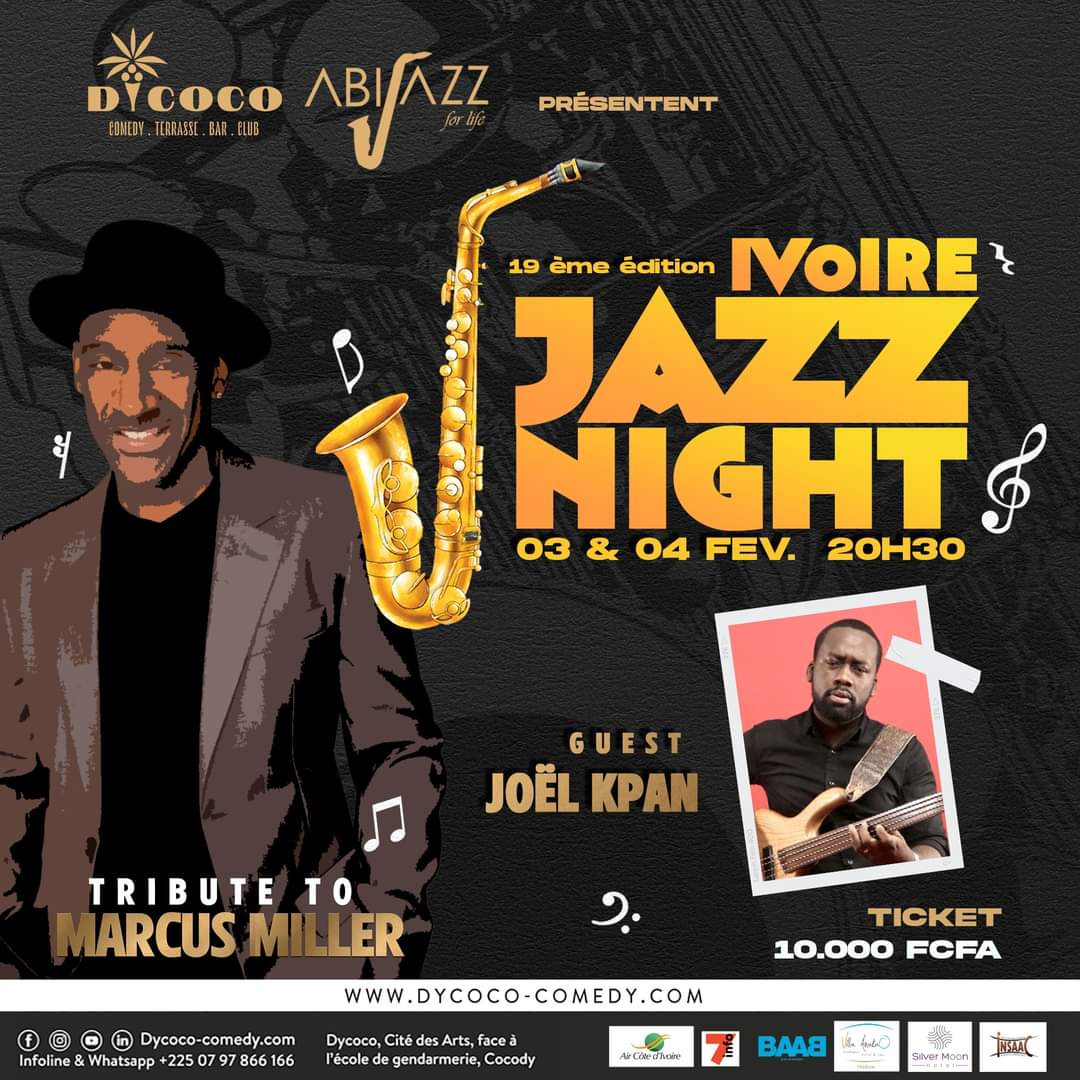 DYCOCO
COMEDY . TERRASSE . BAR . CLUB
ABIJAZZ
for life
PRÉSENTENT
19 ème édition IVOIRE
JAZZ
NIGHT
03 & 04 FEV. 20H30
GUEST
JOËL KPAN
TRIBUTE TO
MARCUS MILLER
TICKET
10.000 FCFA
WWW.DYCOCO-COMEDY.COM
Dycoco-comedy.com
Infoline & Whatsapp +225 07 97 866 166
Dycoco, Cité des Arts, face à
l'école de gendarmerie, Cocody
Air Côte d'Ivoire
7 info
BAAB
Silver Moon
Hotel
INSAAC